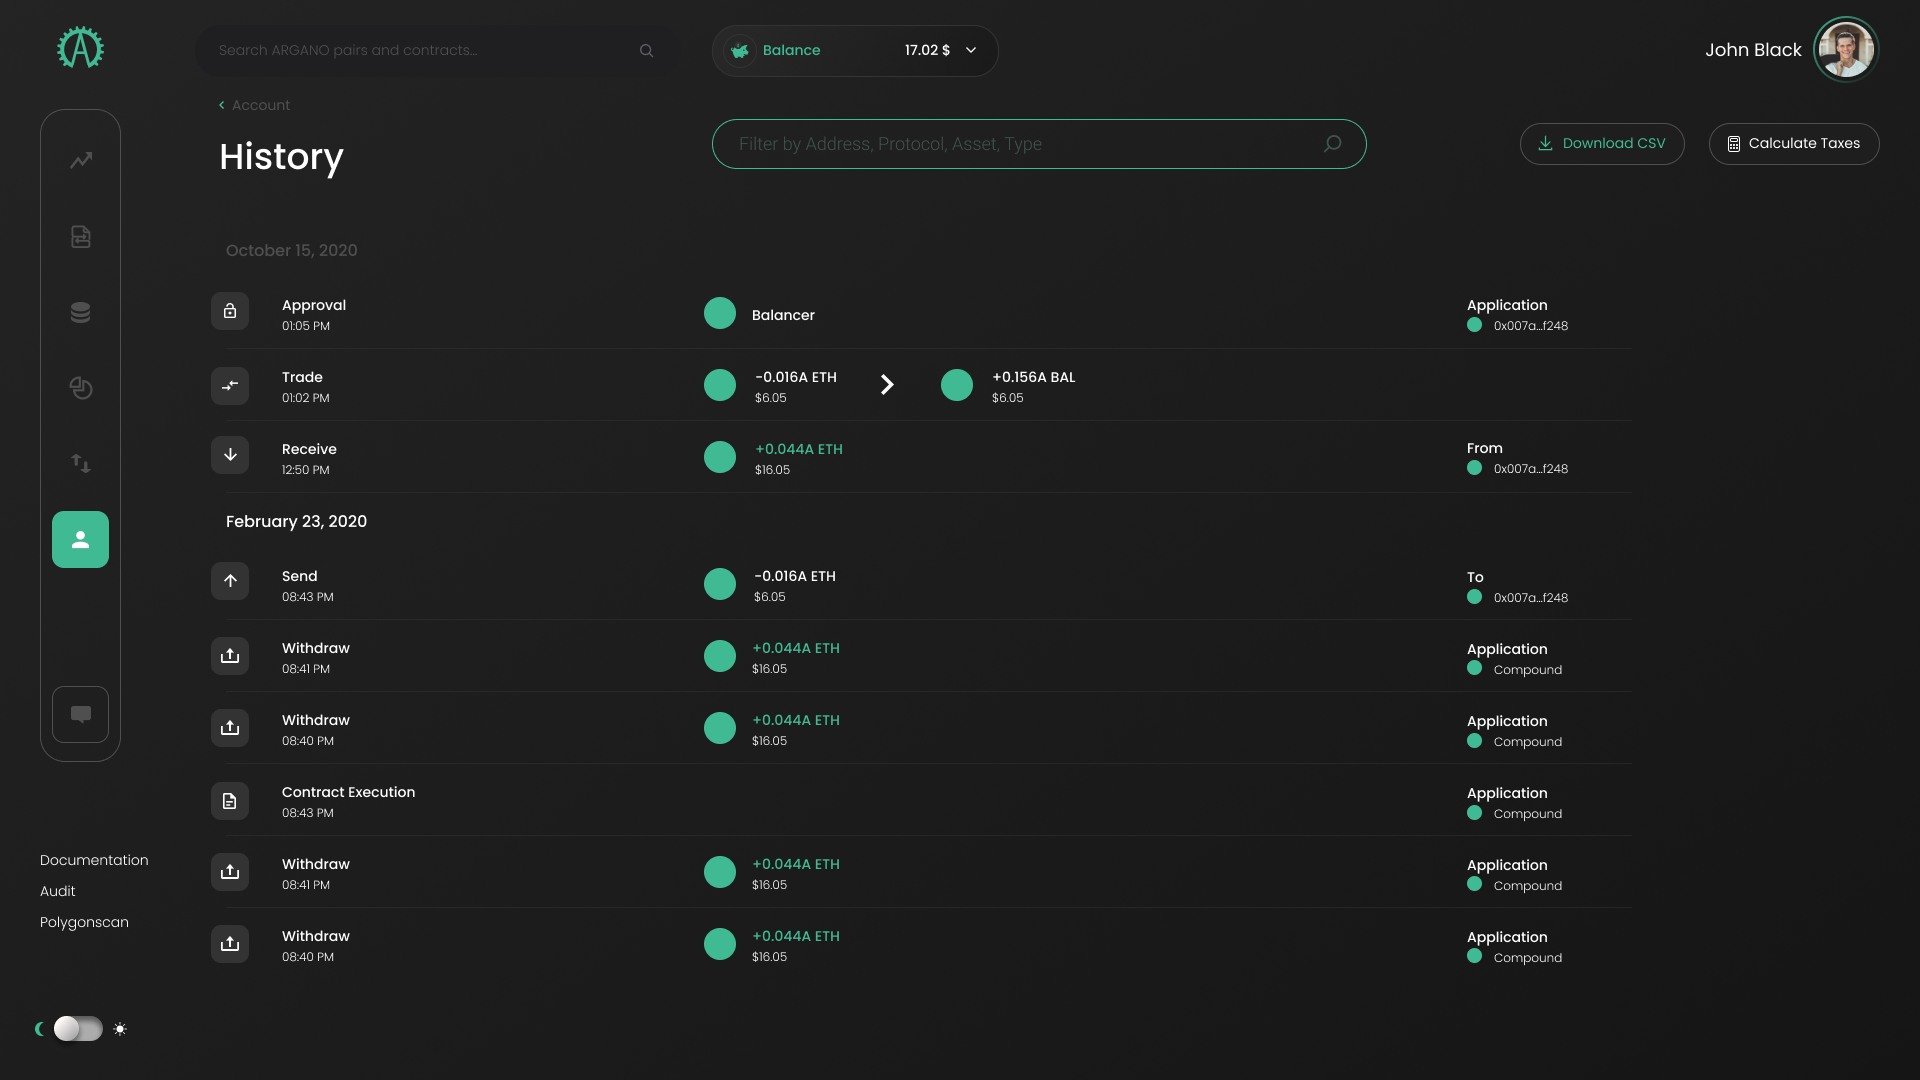 Search ARGANO pairs and contracts...
Balance 17.02 $
John Black
Account
History
Filter by Address, Protocol, Asset, Type
Download CSV
Calculate Taxes
October 15, 2020
Approval
01:05 PM
Balancer
Application
0x007a...f248
Trade
01:02 PM
-0.016A ETH
$6.05
+0.156A BAL
$6.05
Receive
12:50 PM
+0.044A ETH
$16.05
From
0x007a...f248
February 23, 2020
Send
08:43 PM
-0.016A ETH
$6.05
To
0x007a...f248
Withdraw
08:41 PM
+0.044A ETH
$16.05
Application
Compound
Withdraw
08:40 PM
+0.044A ETH
$16.05
Application
Compound
Contract Execution
08:43 PM
Application
Compound
Withdraw
08:41 PM
+0.044A ETH
$16.05
Application
Compound
Withdraw
08:40 PM
+0.044A ETH
$16.05
Application
Compound
Documentation
Audit
Polygonscan